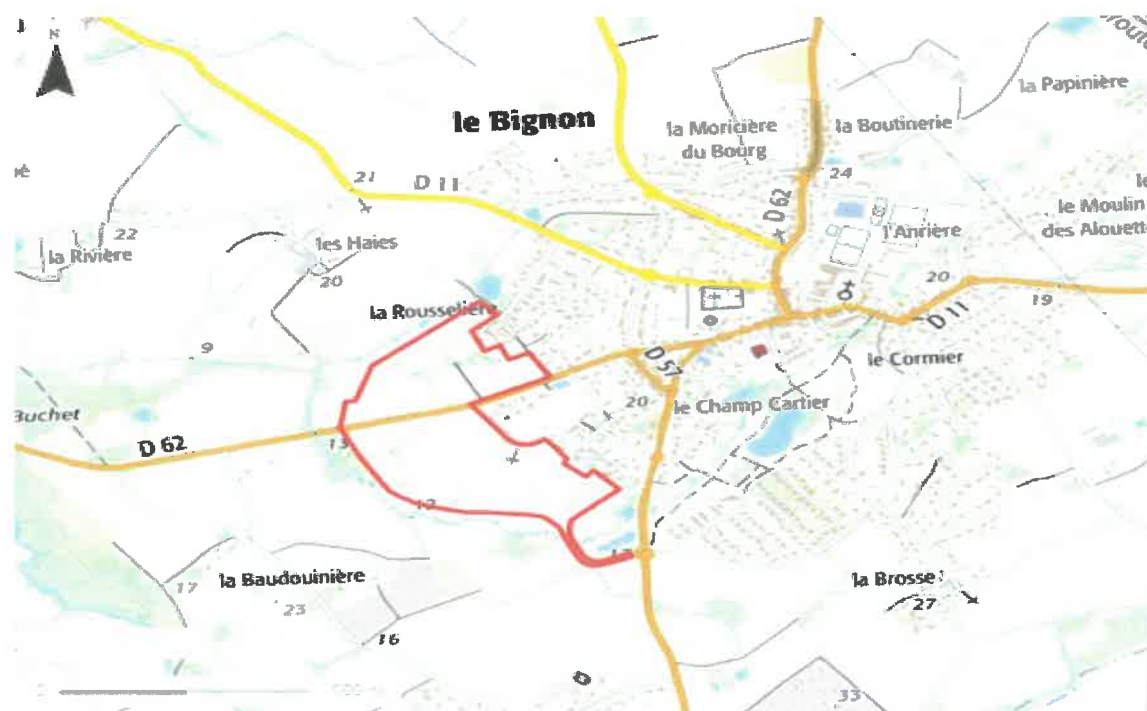 N
le Bignon
la Papinière
la Moricière
du Bourg
la Boutinerie
21
D 11
24
D 62
le Moulin
des Alouett
l'Anrière
22
la Rivière
les Haies
20
20
19
D 11
la Rousselière
9
D 57
le Cormier
20
le Champ Cartier
Buchet
D 62
13
12
17
la Baudouinière
17
23
16
la Brosse
27
33